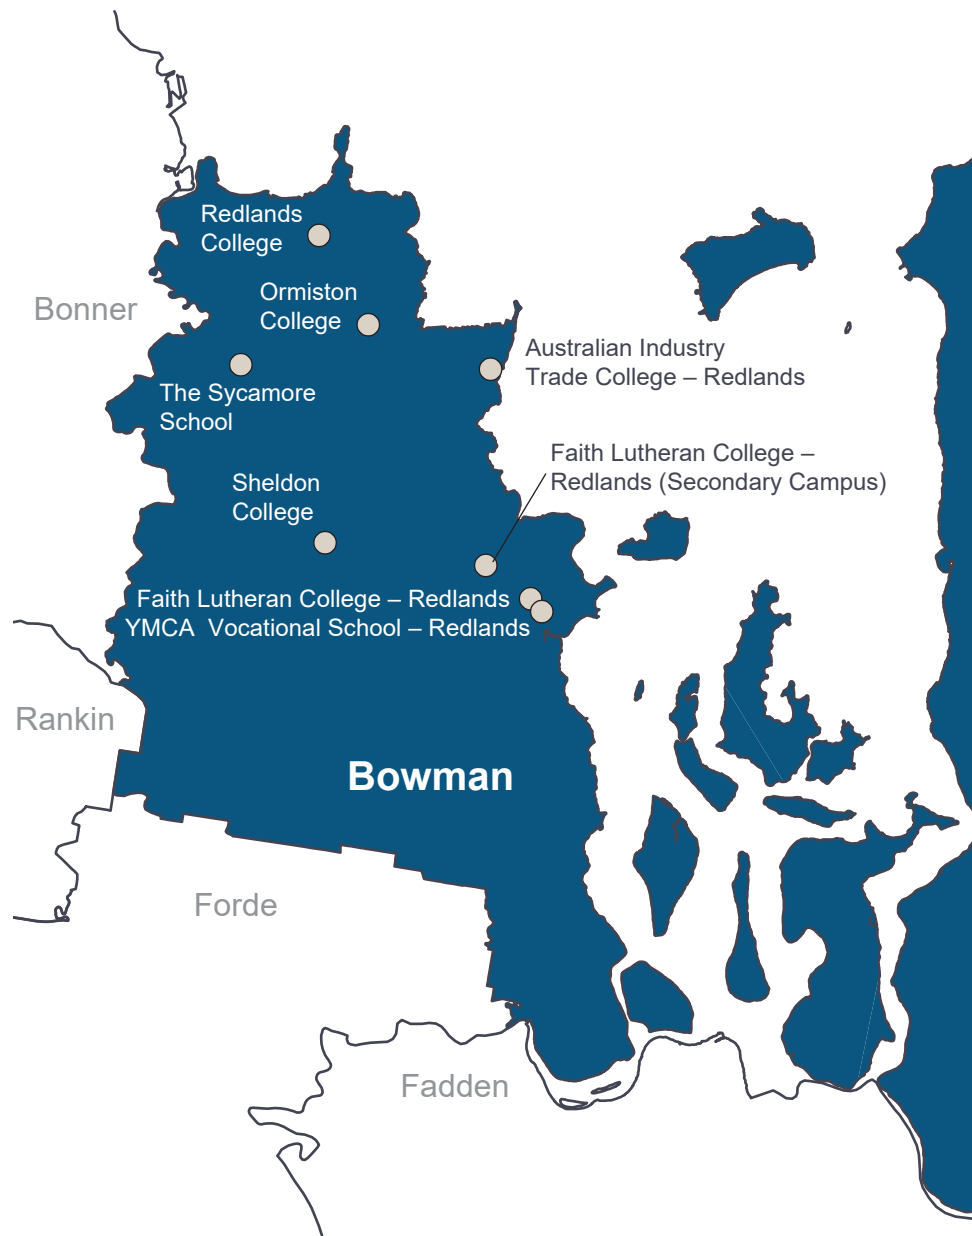 Redlands
College
Ormiston
College
Bonner
Australian Industry
Trade College – Redlands
The Sycamore
School
Faith Lutheran College –
Redlands (Secondary Campus)
Sheldon
College
Faith Lutheran College – Redlands
YMCA  Vocational School – Redlands
Rankin
Bowman
Forde
Fadden